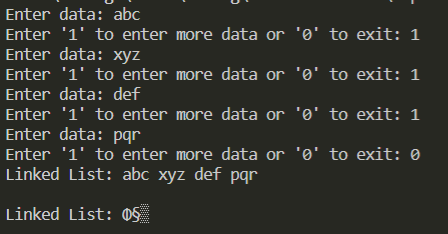 Enter data: abc
Enter '1' to enter more data or '0' to exit: 1
Enter data: xyz
Enter '1' to enter more data or '0' to exit: 1
Enter data: def
Enter '1' to enter more data or '0' to exit: 1
Enter data: pqr
Enter '1' to enter more data or '0' to exit: 0
Linked List: abc xyz def pqr
Linked List: Φ§▒